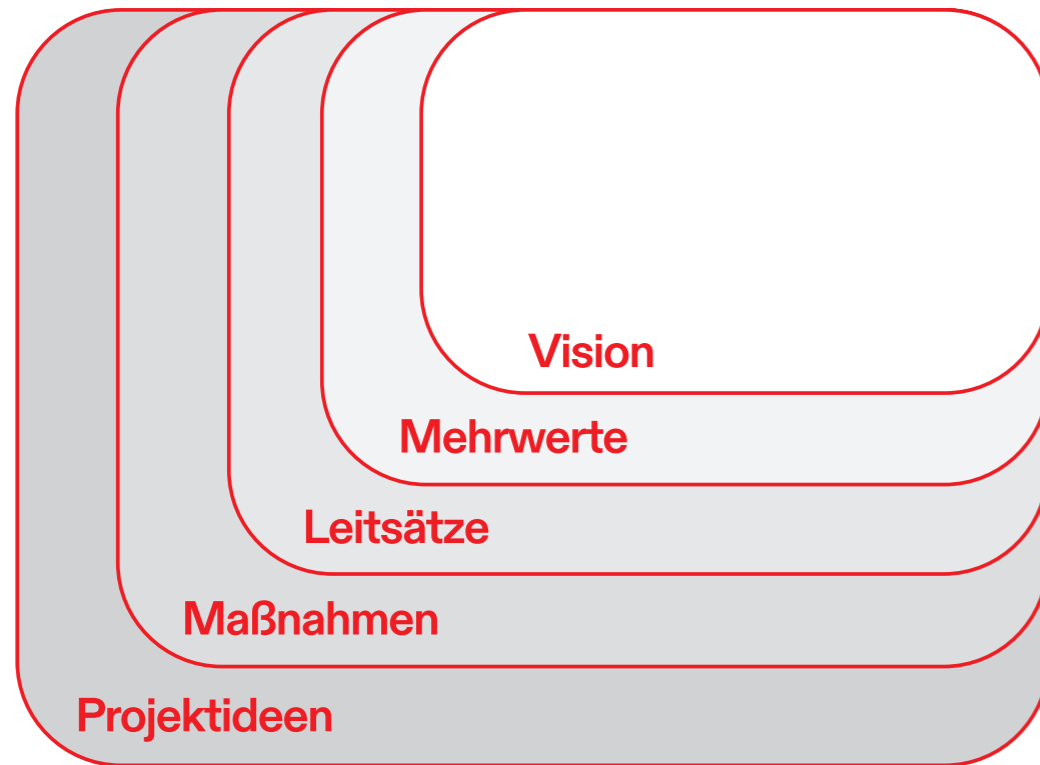 Vision
Mehrwerte
Leitsätze
Maßnahmen
Projektideen